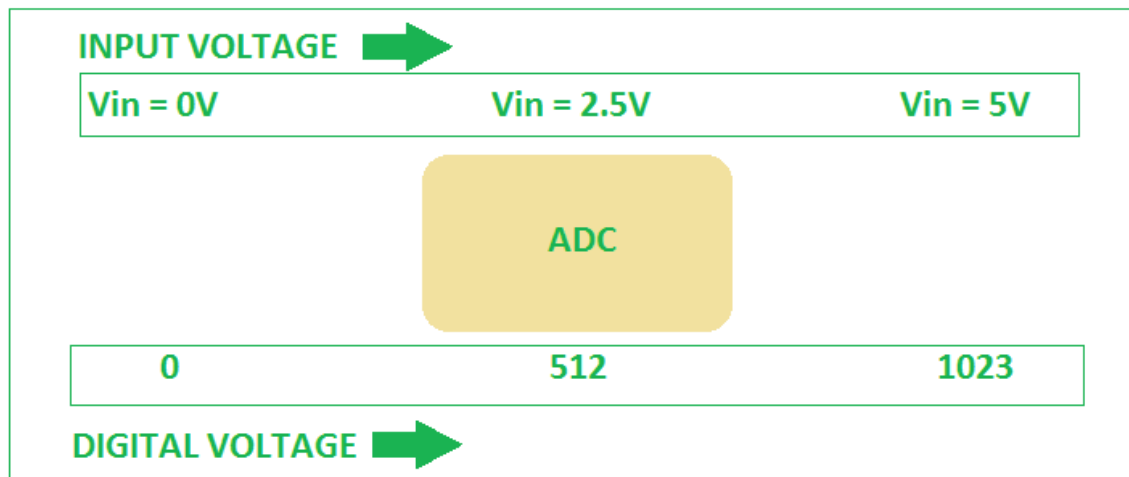 INPUT VOLTAGE
Vin = 0V Vin = 2.5V Vin = 5V
ADC
0 512 1023
DIGITAL VOLTAGE